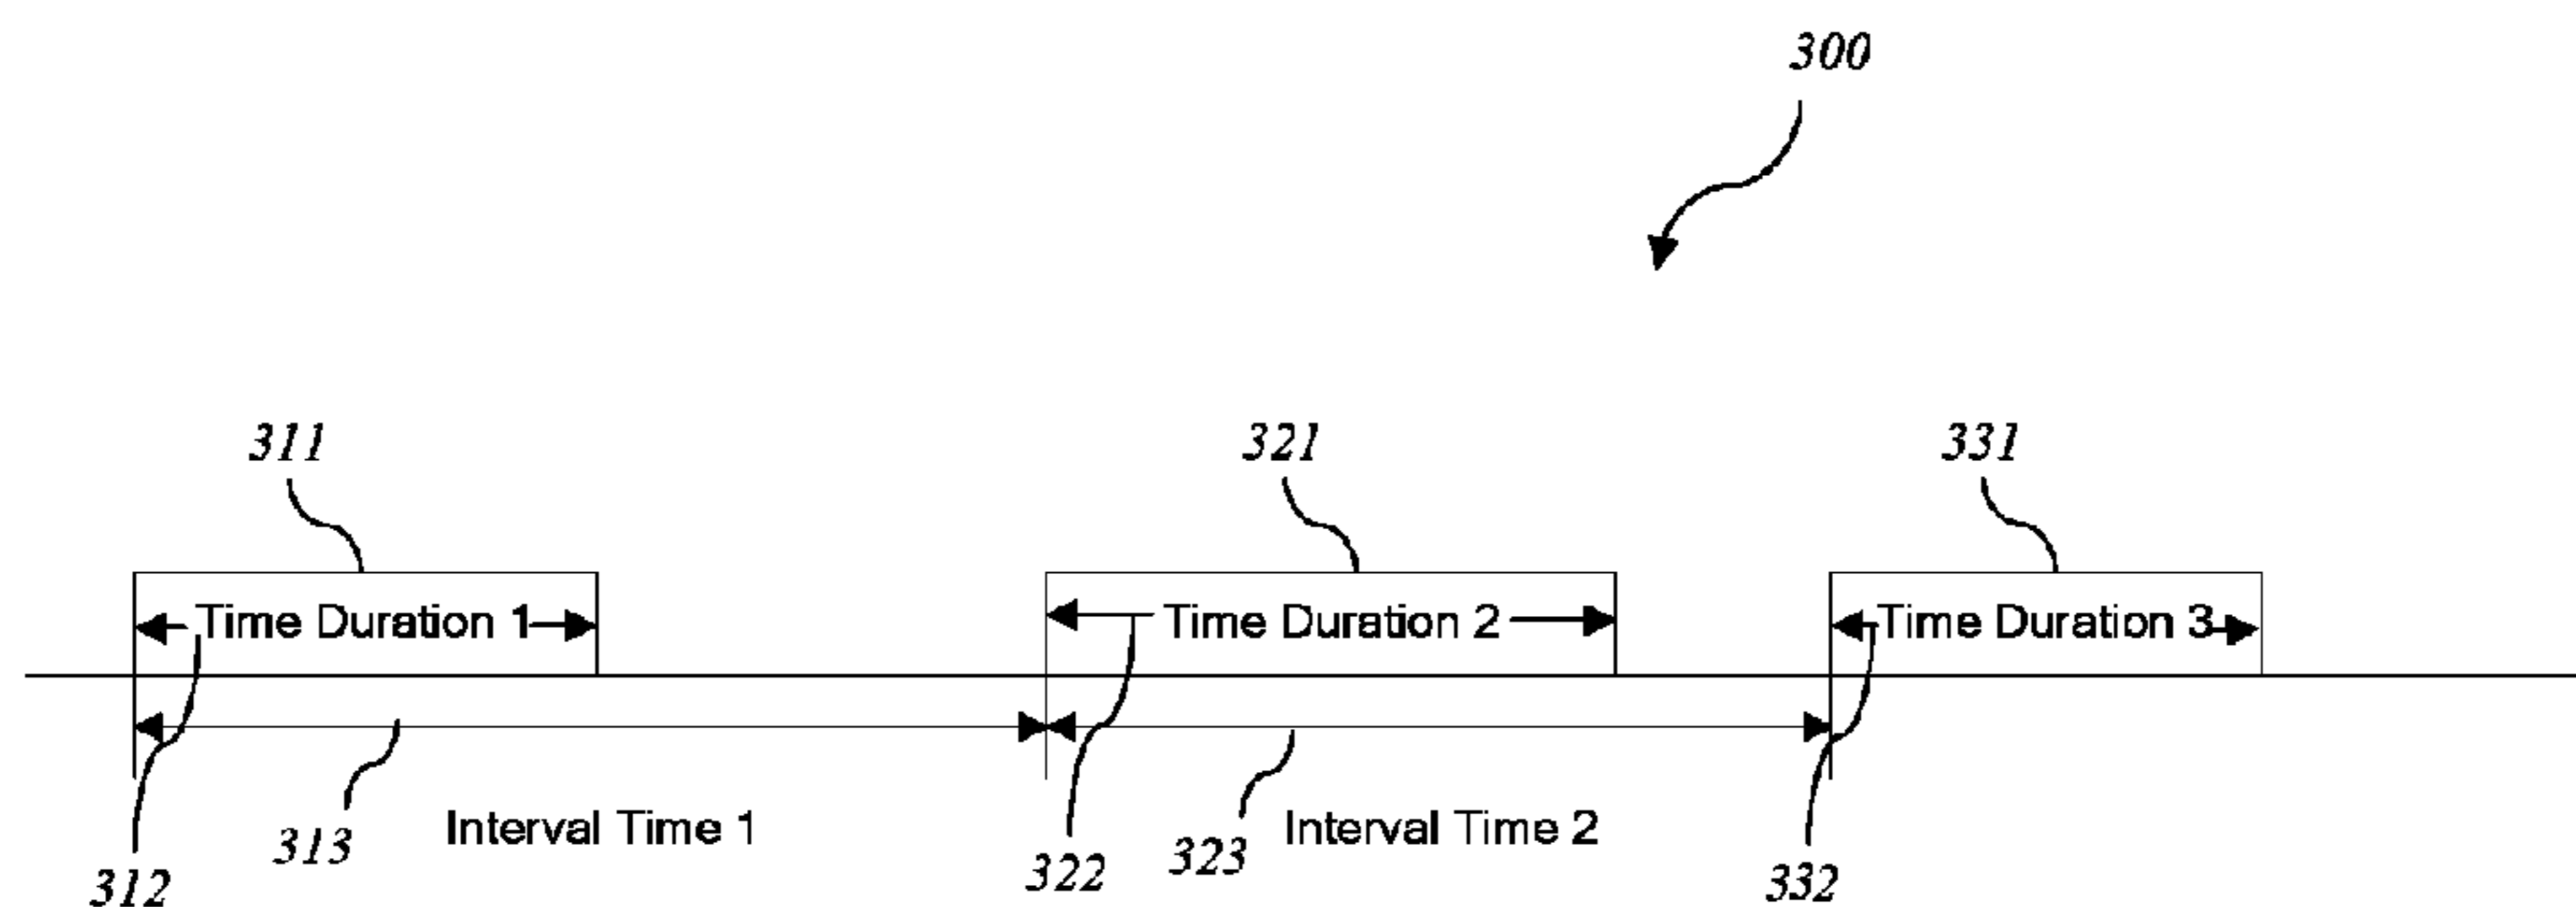 300
311
321
331
Time Duration 1
Time Duration 2
Time Duration 3
Interval Time 1
Interval Time 2
313
323
312
322
332